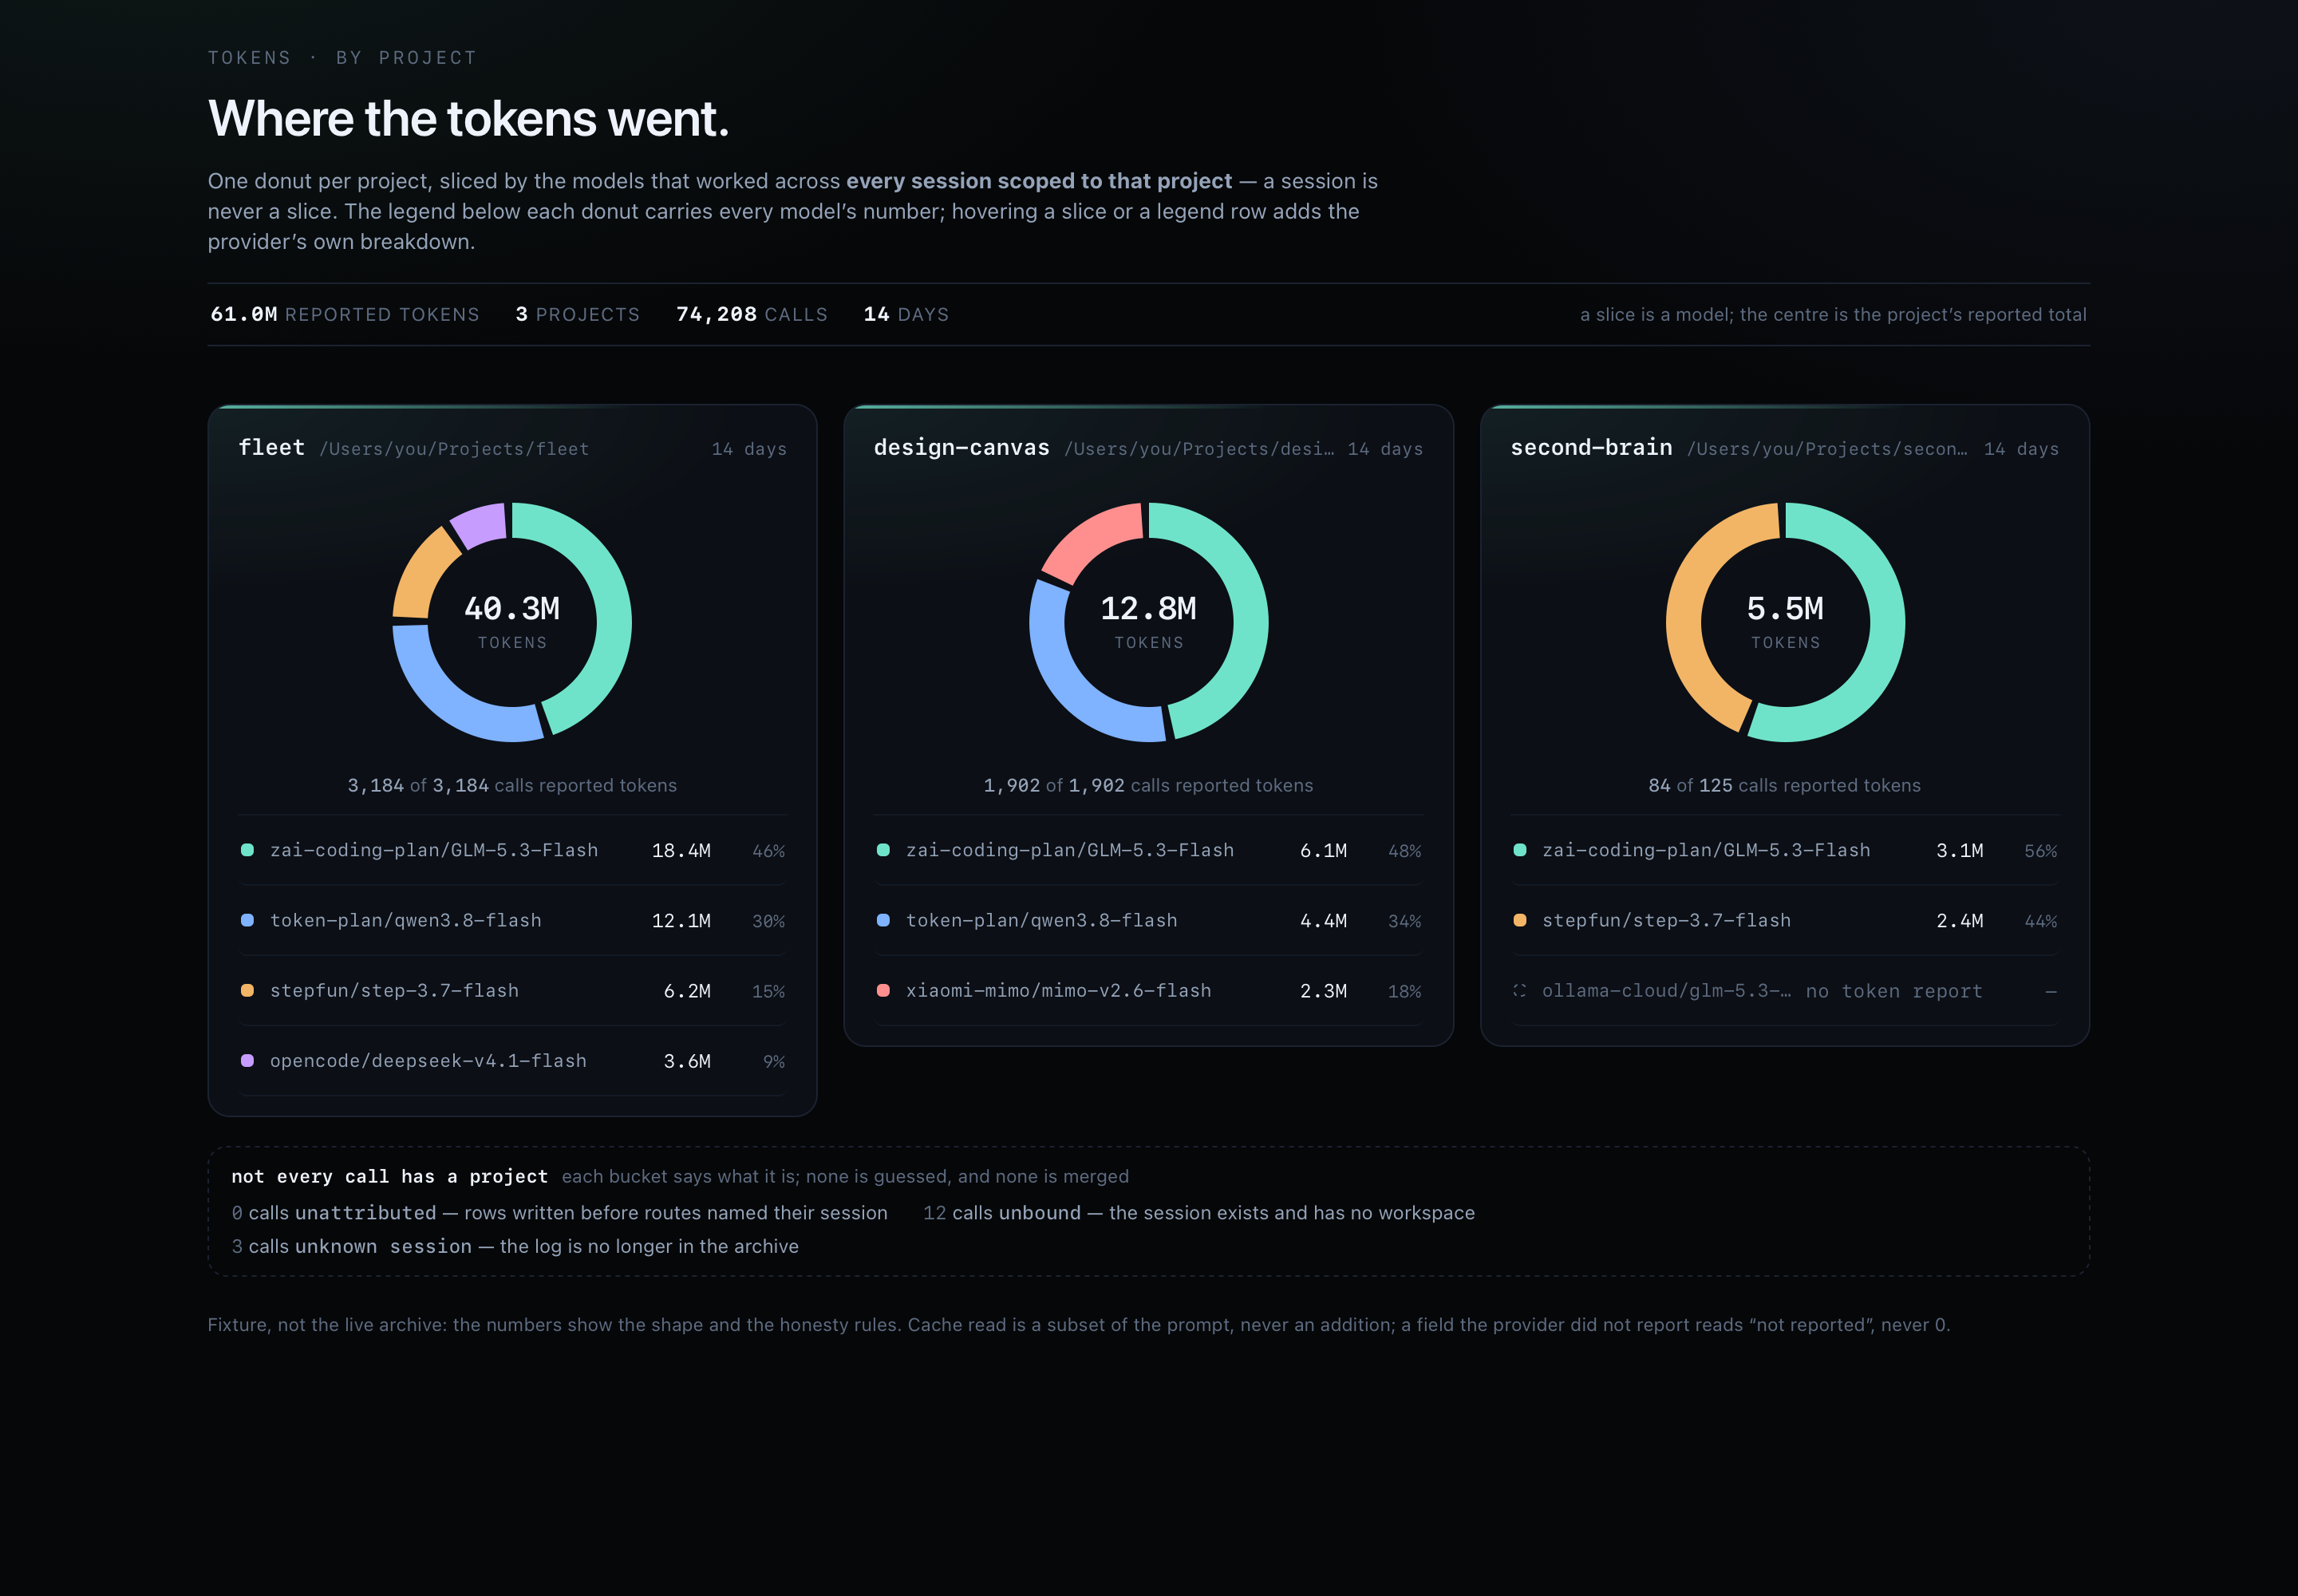 TOKENS · BY PROJECT
Where the tokens went.
One donut per project, sliced by the models that worked across every session scoped to that project — a session is
never a slice. The legend below each donut carries every model’s number; hovering a slice or a legend row adds the
provider’s own breakdown.
61.0M REPORTED TOKENS 3 PROJECTS 74,208 CALLS 14 DAYS a slice is a model; the centre is the project’s reported total
fleet /Users/you/Projects/fleet 14 days
40.3M
TOKENS
3,184 of 3,184 calls reported tokens
zai-coding-plan/GLM-5.3-Flash 18.4M 46%
token-plan/qwen3.8-flash 12.1M 30%
stepfun/step-3.7-flash 6.2M 15%
opencode/deepseek-v4.1-flash 3.6M 9%
design-canvas /Users/you/Projects/desi… 14 days
12.8M
TOKENS
1,902 of 1,902 calls reported tokens
zai-coding-plan/GLM-5.3-Flash 6.1M 48%
token-plan/qwen3.8-flash 4.4M 34%
xiaomi-mimo/mimo-v2.6-flash 2.3M 18%
second-brain /Users/you/Projects/secon… 14 days
5.5M
TOKENS
84 of 125 calls reported tokens
zai-coding-plan/GLM-5.3-Flash 3.1M 56%
stepfun/step-3.7-flash 2.4M 44%
ollama-cloud/glm-5.3-… no token report —
not every call has a project each bucket says what it is; none is guessed, and none is merged
0 calls unattributed — rows written before routes named their session 12 calls unbound — the session exists and has no workspace
3 calls unknown session — the log is no longer in the archive
Fixture, not the live archive: the numbers show the shape and the honesty rules. Cache read is a subset of the prompt, never an addition; a field the provider did not report reads “not reported”, never 0.